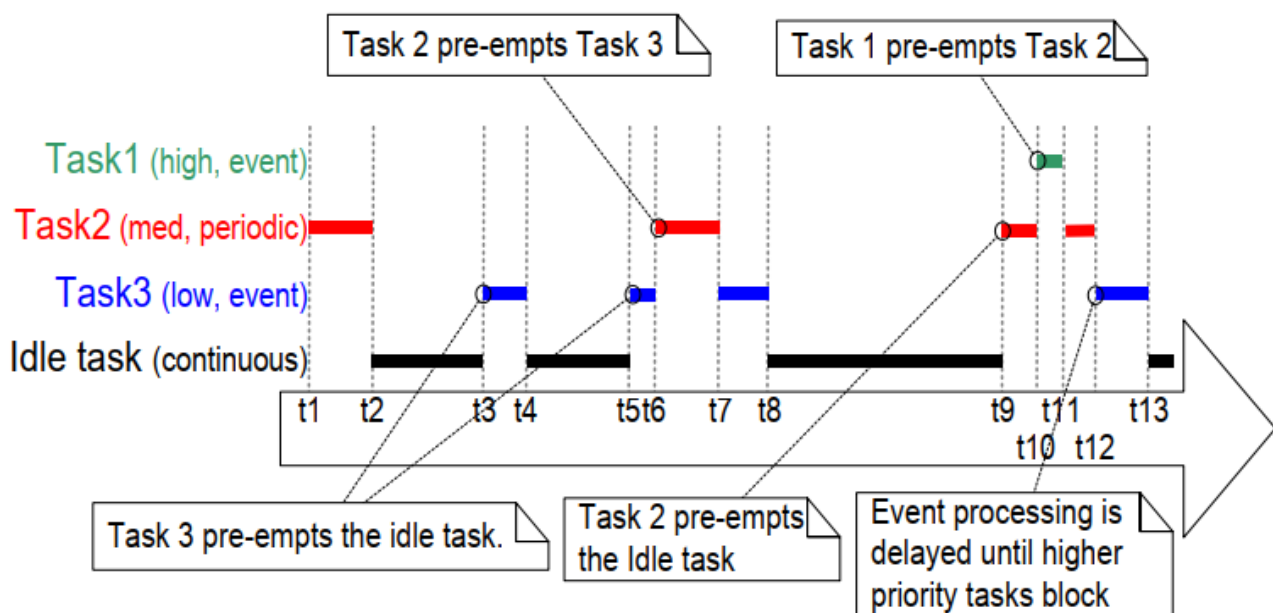 Task 2 pre-empts Task 3
Task 1 pre-empts Task 2
Task1 (high, event)
Task2 (med, periodic)
Task3 (low, event)
Idle task (continuous)
t1 t2 t3 t4 t5 t6 t7 t8 t9 t11 t13
t10 t12
Task 3 pre-empts the idle task.
Task 2 pre-empts
the Idle task
Event processing is
delayed until higher
priority tasks block